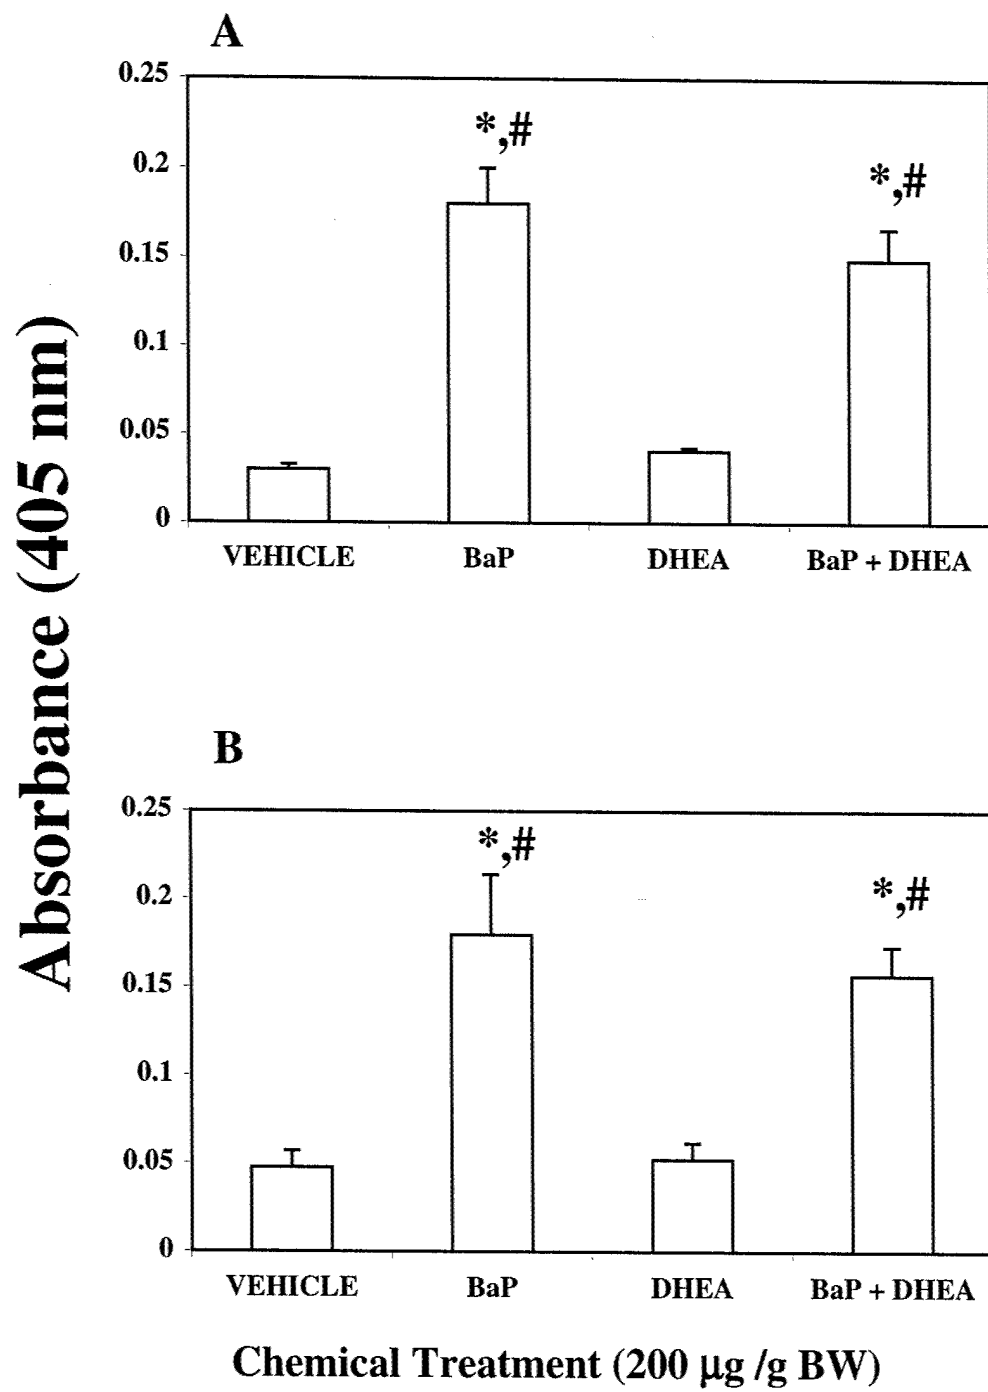 A
0.25
*,#
0.2
*,#
0.15
0.1
0.05
0
VEHICLE BaP DHEA BaP + DHEA
Absorbance (405 nm)
B
0.25
*,#
0.2
*,#
0.15
0.1
0.05
0
VEHICLE BaP DHEA BaP + DHEA
Chemical Treatment (200 µg /g BW)